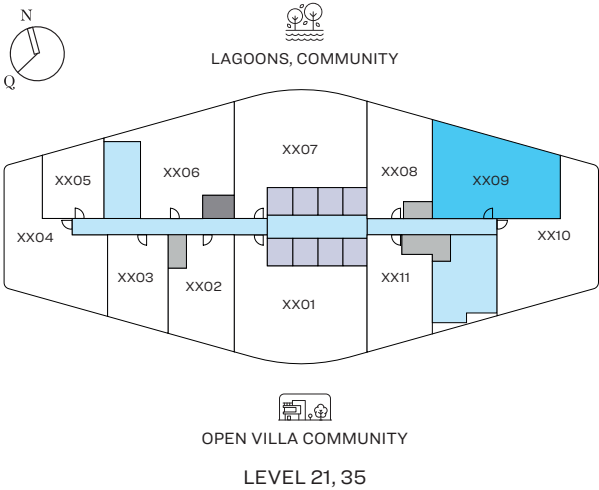 N
Q
LAGOONS, COMMUNITY
XX07
XX06
XX08
XX05
XX09
XX04
XX10
XX03
XX11
XX02
XX01
OPEN VILLA COMMUNITY
LEVEL 21, 35